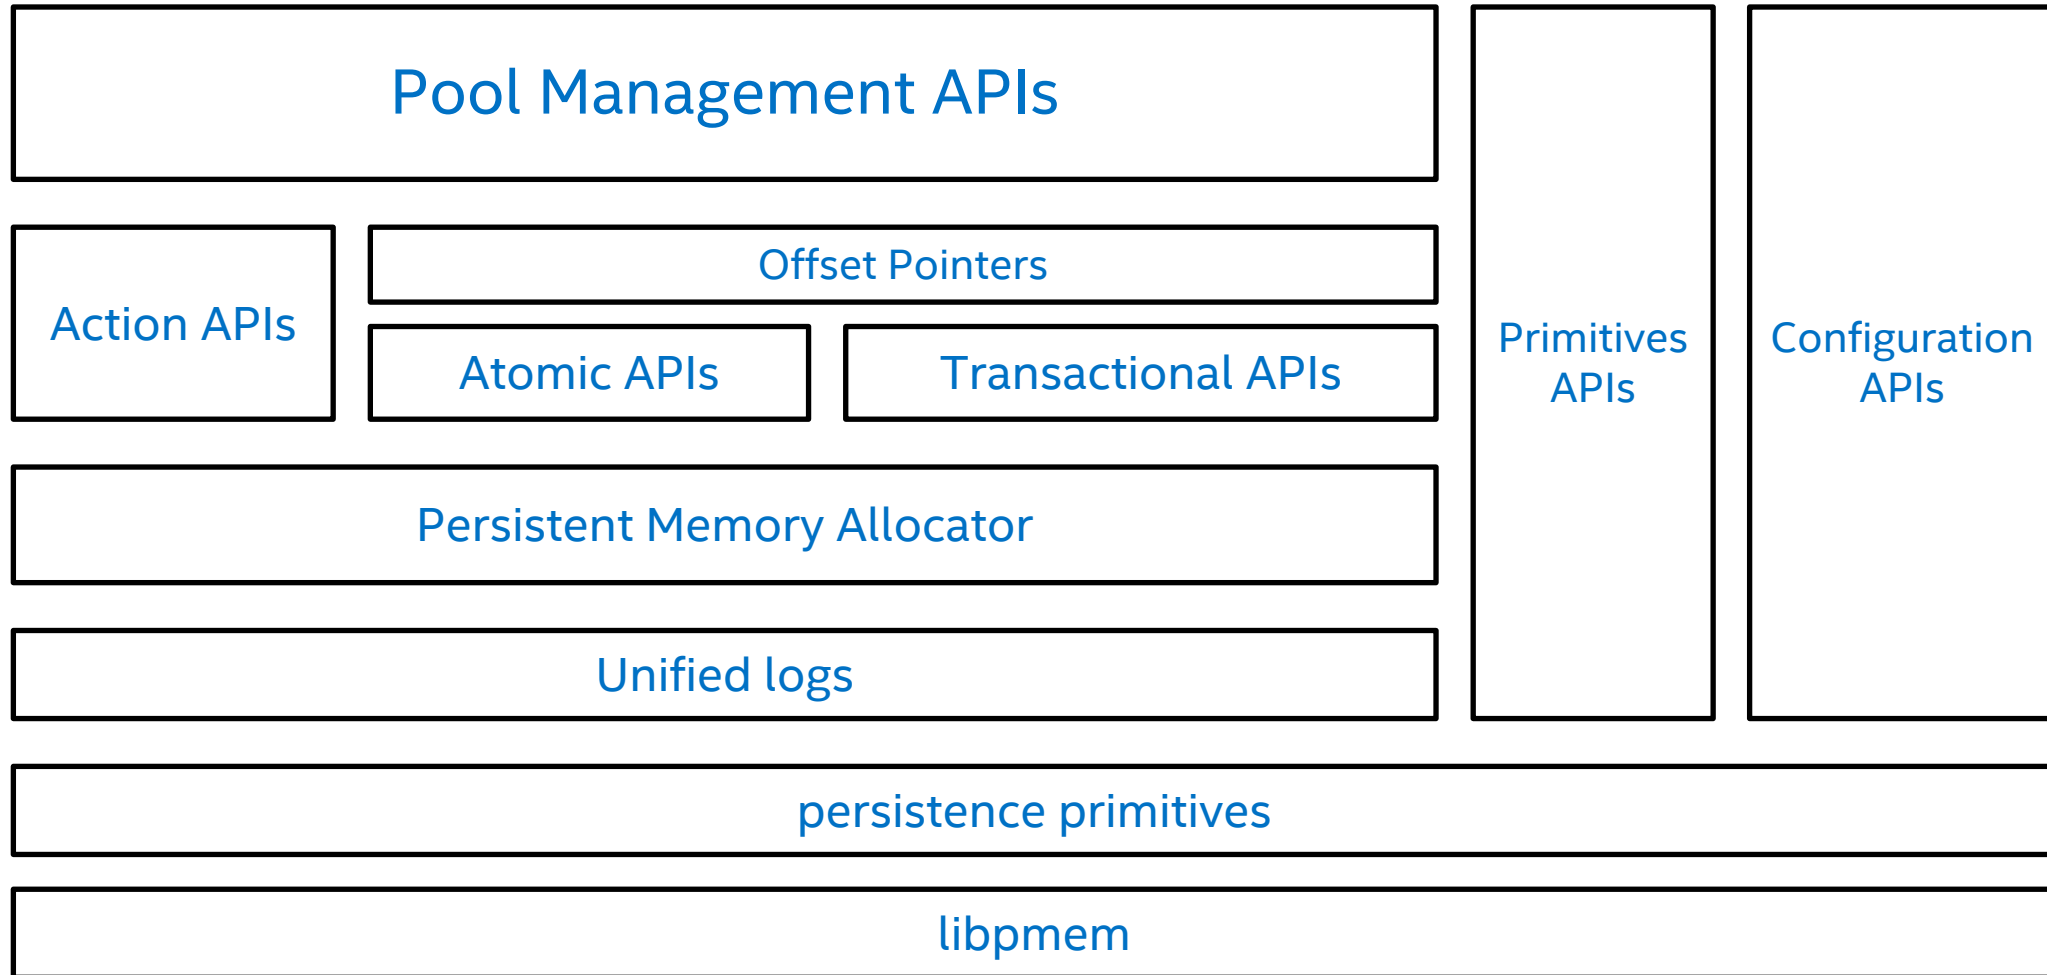 Pool Management APIs
Action APIs
Offset Pointers
Atomic APIs
Transactional APIs
Primitives
APIs
Configuration
APIs
Persistent Memory Allocator
Unified logs
persistence primitives
libpmem